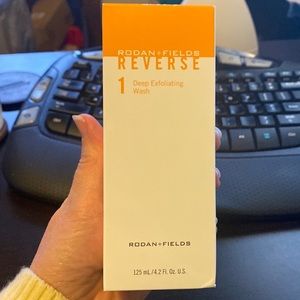 RODAN+FIELDS
REVERSE
1 Deep Exfoliating
Wash
RODAN+FIELDS
125 mL/4.2 Fl. Oz. U.S.